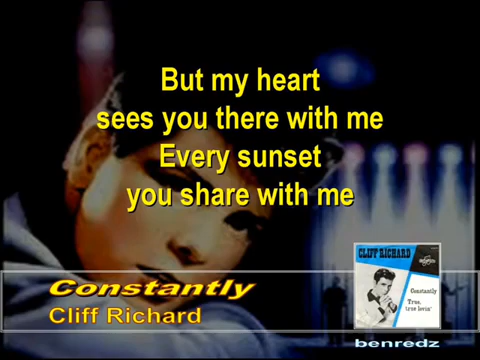 But my heart
sees you there with me
Every sunset
you share with me
Constantly
Cliff Richard
CLIFF RICHARD
Constantly
True,
true lovin'
benredz